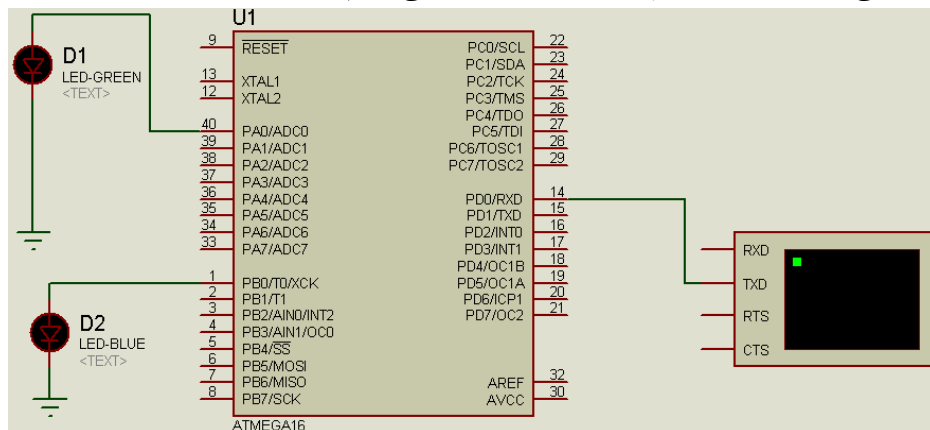 U1
D1
LED-GREEN
<TEXT>
D2
LED-BLUE
<TEXT>
9 RESET
13 XTAL1
12 XTAL2
40 PA0/ADC0
39 PA1/ADC1
38 PA2/ADC2
37 PA3/ADC3
36 PA4/ADC4
35 PA5/ADC5
34 PA6/ADC6
33 PA7/ADC7
1 PB0/T0/XCK
2 PB1/T1
3 PB2/AIN0/INT2
4 PB3/AIN1/OC0
5 PB4/SS
6 PB5/MOSI
7 PB6/MISO
8 PB7/SCK
PC0/SCL 22
PC1/SDA 23
PC2/TCK 24
PC3/TMS 25
PC4/TDO 26
PC5/TDI 27
PC6/TOSC1 28
PC7/TOSC2 29
PD0/RXD 14
PD1/TXD 15
PD2/INT0 16
PD3/INT1 17
PD4/OC1B 18
PD5/OC1A 19
PD6/ICP1 20
PD7/OC2 21
AREF 32
AVCC 30
ATMEGA16
RXD
TXD
RTS
CTS